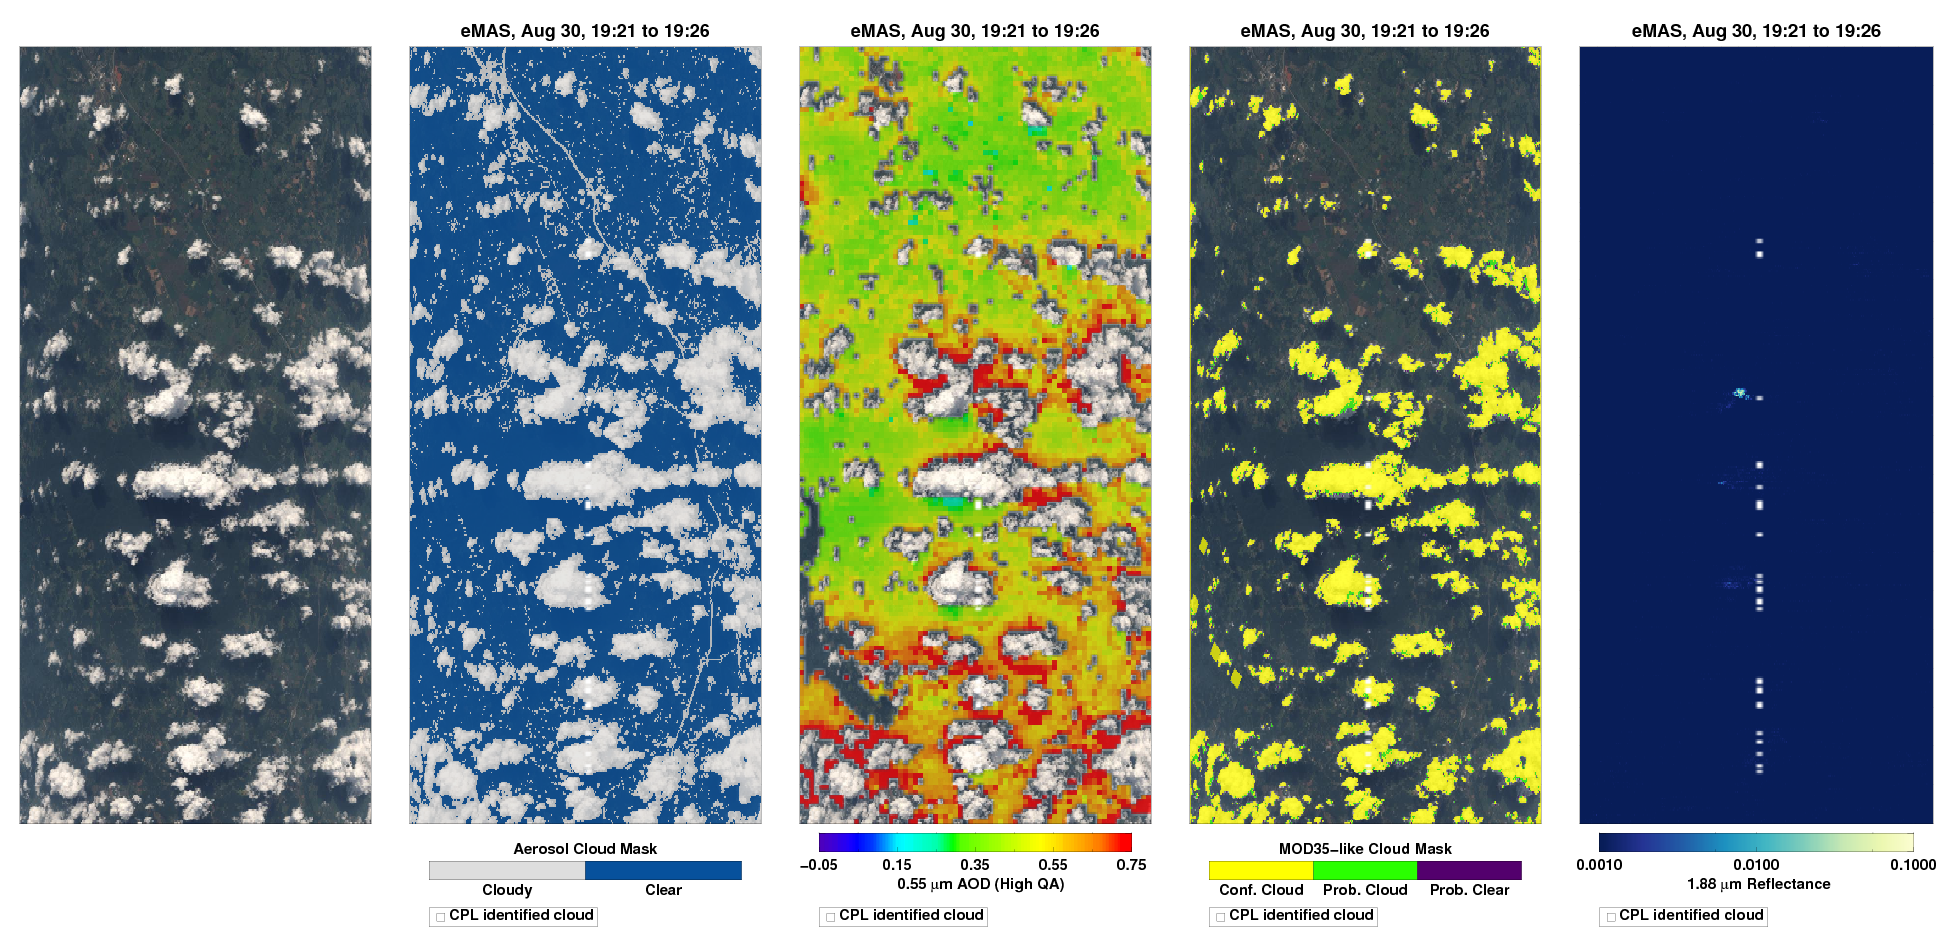 eMAS, Aug 30, 19:21 to 19:26
eMAS, Aug 30, 19:21 to 19:26
eMAS, Aug 30, 19:21 to 19:26
eMAS, Aug 30, 19:21 to 19:26
Aerosol Cloud Mask
Cloudy Clear
□ CPL identified cloud
−0.05 0.15 0.35 0.55 0.75
0.55 μm AOD (High QA)
□ CPL identified cloud
MOD35−like Cloud Mask
Conf. Cloud Prob. Cloud Prob. Clear
□ CPL identified cloud
0.0010 0.0100 0.1000
1.88 μm Reflectance
□ CPL identified cloud